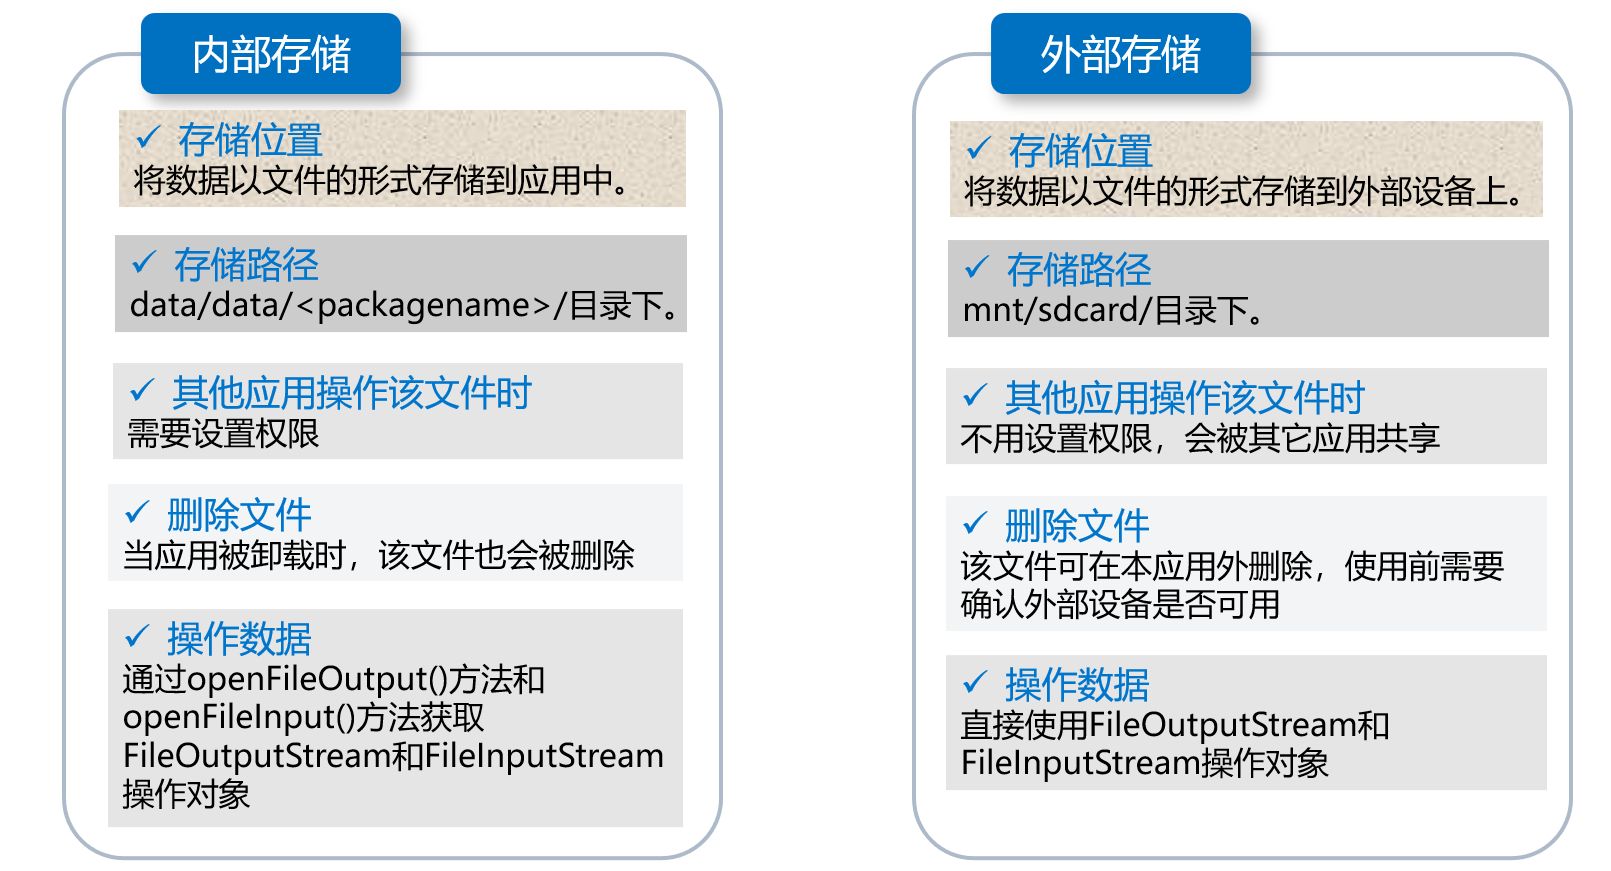 内部存储
✓ 存储位置
将数据以文件的形式存储到应用中。
✓ 存储路径
data/data/<packagename>/目录下。
✓ 其他应用操作该文件时
需要设置权限
✓ 删除文件
当应用被卸载时，该文件也会被删除
✓ 操作数据
通过openFileOutput()方法和
openFileInput()方法获取
FileOutputStream和FileInputStream
操作对象
外部存储
✓ 存储位置
将数据以文件的形式存储到外部设备上。
✓ 存储路径
mnt/sdcard/目录下。
✓ 其他应用操作该文件时
不用设置权限，会被其它应用共享
✓ 删除文件
该文件可在本应用外删除，使用前需要
确认外部设备是否可用
✓ 操作数据
直接使用FileOutputStream和
FileInputStream操作对象